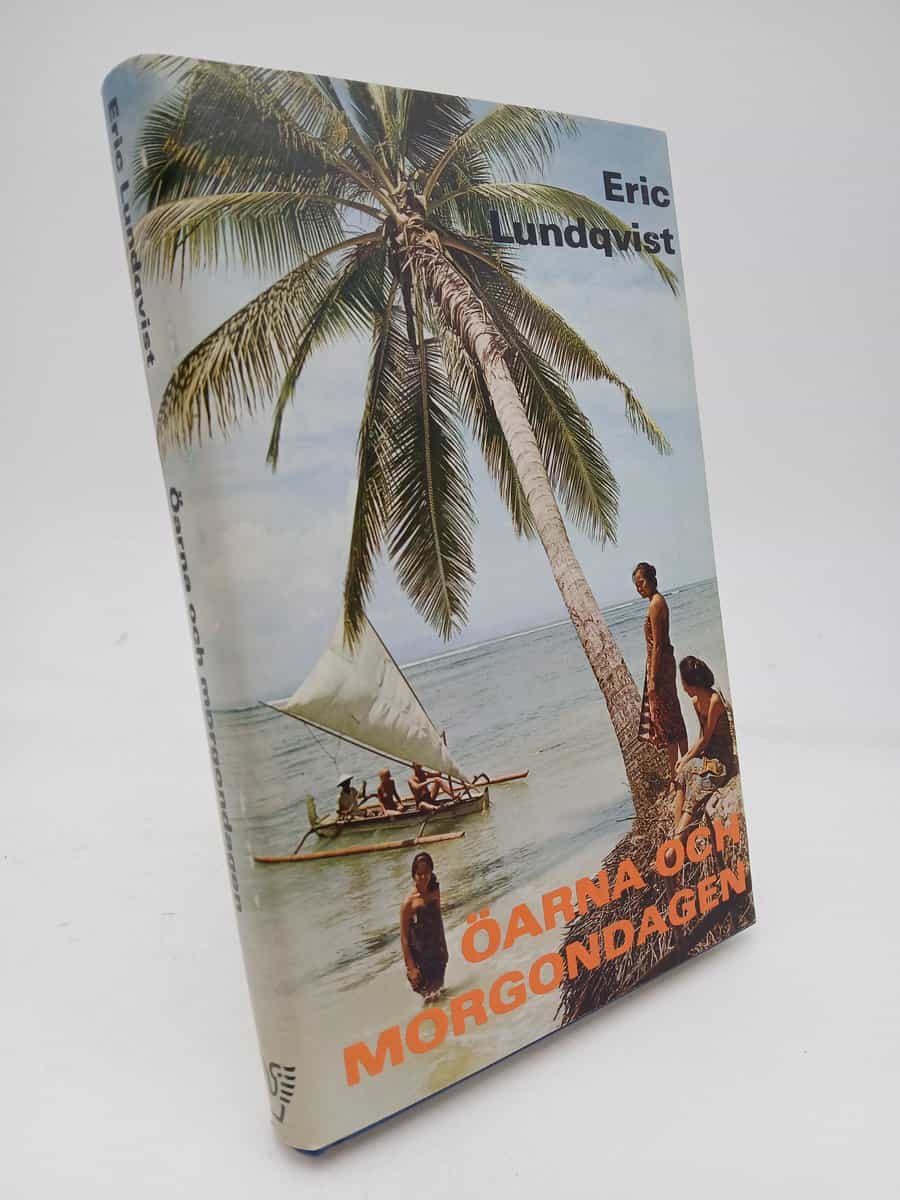 Eric
Lundqvist
ÖARNA OCH
MORGONDAGEN
Eric Lundqvist
Öarna och morgondagen